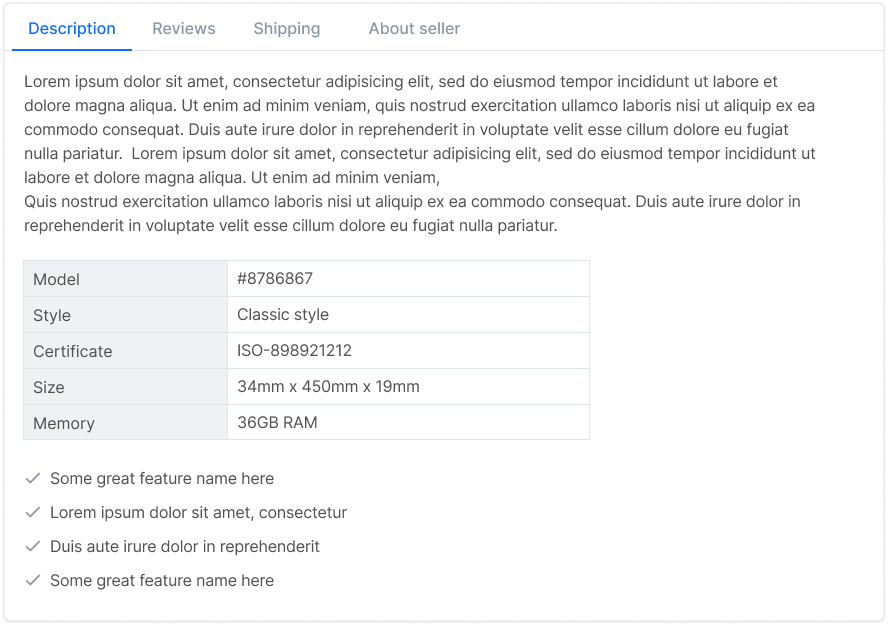 Description Reviews Shipping About seller
Lorem ipsum dolor sit amet, consectetur adipisicing elit, sed do eiusmod tempor incididunt ut labore et
dolore magna aliqua. Ut enim ad minim veniam, quis nostrud exercitation ullamco laboris nisi ut aliquip ex ea
commodo consequat. Duis aute irure dolor in reprehenderit in voluptate velit esse cillum dolore eu fugiat
nulla pariatur.  Lorem ipsum dolor sit amet, consectetur adipisicing elit, sed do eiusmod tempor incididunt ut
labore et dolore magna aliqua. Ut enim ad minim veniam,
Quis nostrud exercitation ullamco laboris nisi ut aliquip ex ea commodo consequat. Duis aute irure dolor in
reprehenderit in voluptate velit esse cillum dolore eu fugiat nulla pariatur.
Model #8786867
Style Classic style
Certificate ISO-898921212
Size 34mm x 450mm x 19mm
Memory 36GB RAM
Some great feature name here
Lorem ipsum dolor sit amet, consectetur
Duis aute irure dolor in reprehenderit
Some great feature name here